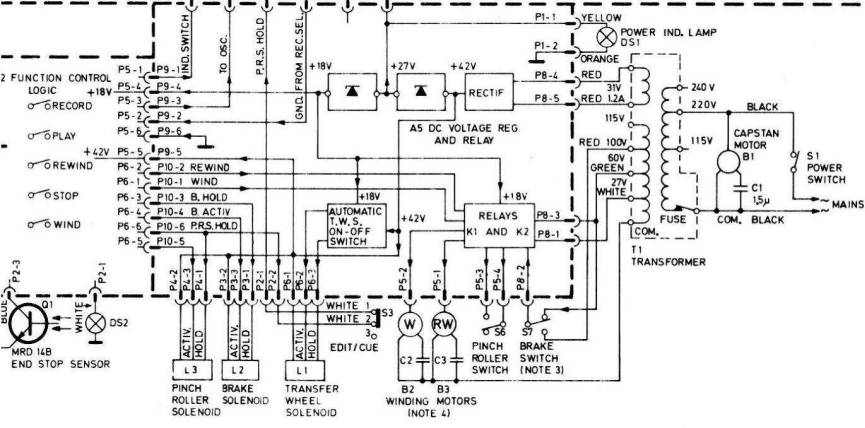 IND. SWITCH
TO OSC.
P.R.S. HOLD
GND. FROM REC. SEL.
P1-1 YELLOW
POWER IND. LAMP
DS1
P1-2
ORANGE
2 FUNCTION CONTROL
LOGIC
P5-1 P9-1
+18V P5-4 P9-4
RECORD
P5-3 P9-3
P5-2 P9-2
PLAY
P5-6 P9-6
+42V P5-5 P9-5
REWIND
P6-2 P10-2 REWIND
P6-1 P10-1 WIND
STOP
P6-3 P10-3 B. HOLD
P6-4 P10-4 B. ACTIV
WIND
P6-6 P10-6 P.R.S. HOLD
P6-5 P10-5
+18V
+27V
+42V
RECTIF
A5 DC. VOLTAGE REG
AND RELAY
P8-4 RED
31V
P8-5 RED 1.2A
115V
RED 100V
60V
GREEN
27V
WHITE
COM.
240V
220V
115V
FUSE
T1
TRANSFORMER
BLACK
CAPSTAN
MOTOR
B1
C1
1,5µ
S1
POWER
SWITCH
MAINS
COM. BLACK
+18V
AUTOMATIC
T.W.S.
ON-OFF
SWITCH
+42V
+18V
RELAYS
K1 AND K2
P8-3
P8-1
P2-3
P2-1
BLUE
Q1
WHITE
DS2
MRD 14B
END STOP SENSOR
P4-2
P4-3
P4-1
P3-2
P3-3
P3-1
P2-1
P2-2
P6-1
P6-2
P6-3
P5-2
P5-1
P5-3
P5-4
P8-2
ACTIV.
HOLD
ACTIV.
HOLD
ACTIV.
HOLD
WHITE 1
WHITE 2
3
S3
EDIT/CUE
L3
L2
L1
PINCH
ROLLER
SOLENOID
BRAKE
SOLENOID
TRANSFER
WHEEL
SOLENOID
W
RW
C2
C3
B2
B3
WINDING MOTORS
(NOTE 4)
S6
PINCH
ROLLER
SWITCH
S7
BRAKE
SWITCH
(NOTE 3)